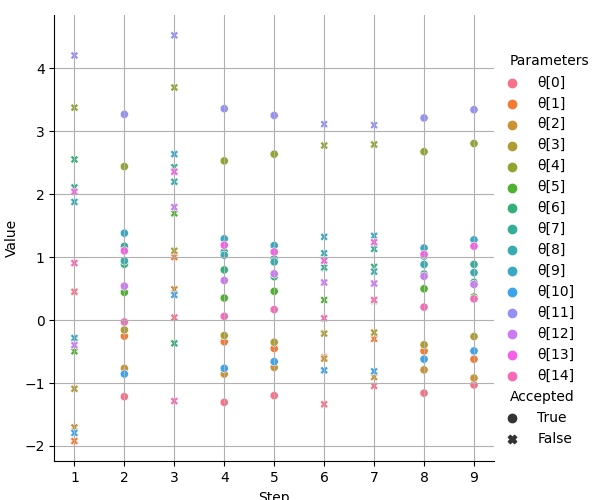 4
3
2
1
0
−1
−2
Value
1 2 3 4 5 6 7 8 9
Step
Parameters
θ[0]
θ[1]
θ[2]
θ[3]
θ[4]
θ[5]
θ[6]
θ[7]
θ[8]
θ[9]
θ[10]
θ[11]
θ[12]
θ[13]
θ[14]
Accepted
True
False